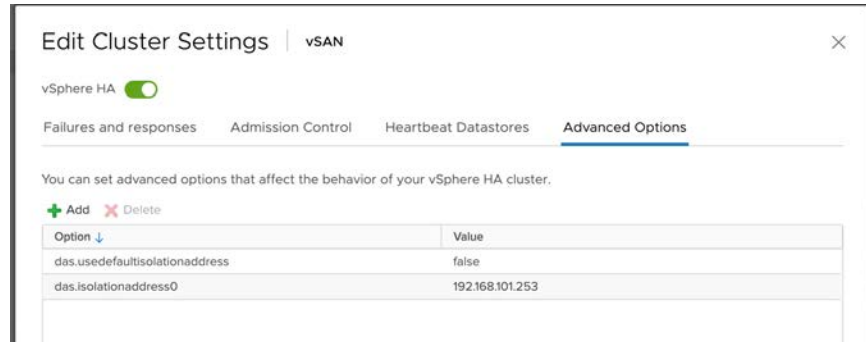 Edit Cluster Settings vSAN
vSphere HA
Failures and responses Admission Control Heartbeat Datastores Advanced Options
You can set advanced options that affect the behavior of your vSphere HA cluster.
Add Delete
Option Value
das.usedefaultisolationaddress false
das.isolationaddress0 192.168.101.253